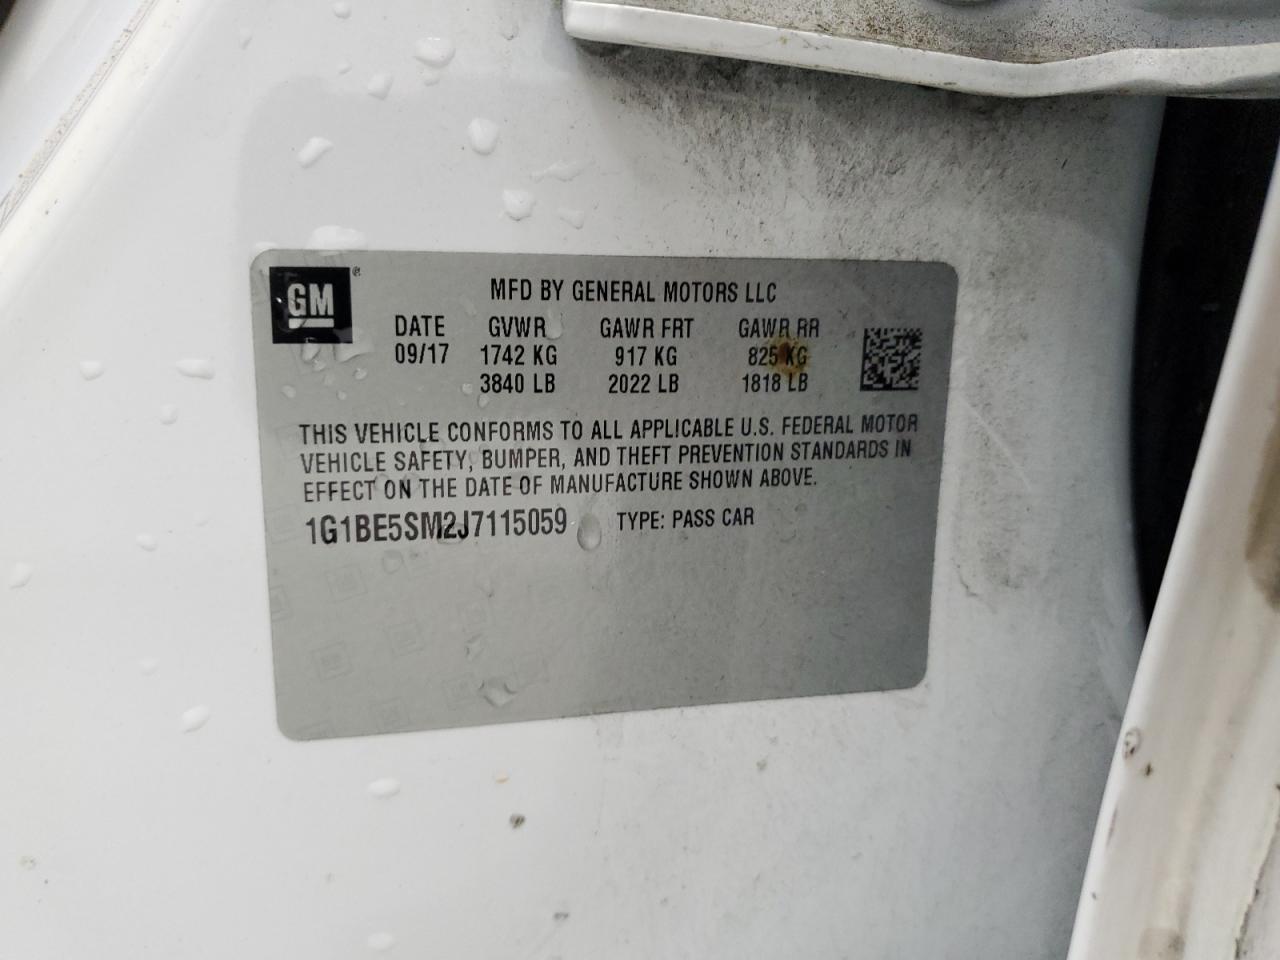 GM
MFD BY GENERAL MOTORS LLC
DATE GVWR GAWR FRT GAWR RR
09/17 1742 KG 917 KG 825 KG
3840 LB 2022 LB 1818 LB
THIS VEHICLE CONFORMS TO ALL APPLICABLE U.S. FEDERAL MOTOR
VEHICLE SAFETY, BUMPER, AND THEFT PREVENTION STANDARDS IN
EFFECT ON THE DATE OF MANUFACTURE SHOWN ABOVE.
1G1BE5SM2J7115059 TYPE: PASS CAR